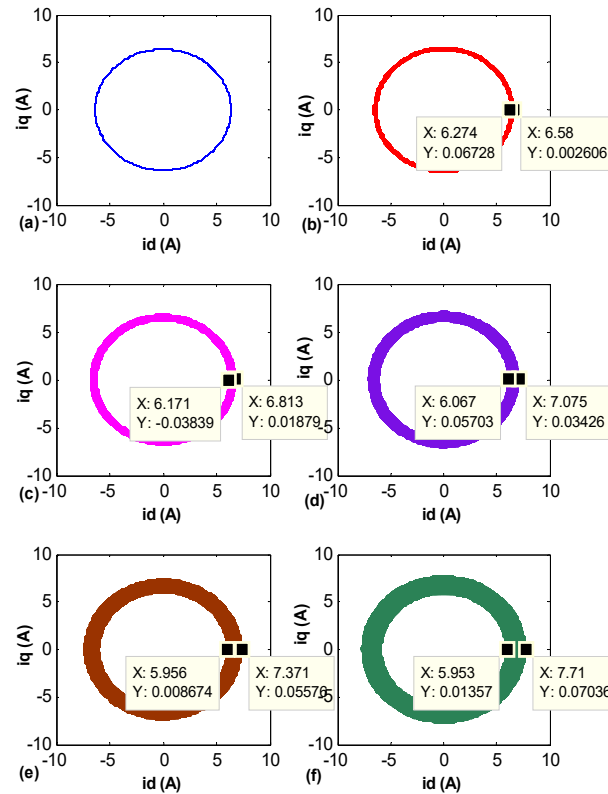 10
5
0
-5
-10
iq (A)
-10 -5 0 5 10
id (A)
(a)
10
5
0
-5
-10
iq (A)
X: 6.274
Y: 0.06728
X: 6.58
Y: 0.002606
-10 -5 0 5 10
id (A)
(b)
10
5
0
-5
-10
iq (A)
X: 6.171
Y: -0.03839
X: 6.813
Y: 0.01879
-10 -5 0 5 10
id (A)
(c)
10
5
0
-5
-10
iq (A)
X: 6.067
Y: 0.05703
X: 7.075
Y: 0.03426
-10 -5 0 5 10
id (A)
(d)
10
5
0
-5
-10
iq (A)
X: 5.956
Y: 0.008674
X: 7.371
Y: 0.05576
-10 -5 0 5 10
id (A)
(e)
10
5
0
-10
iq (A)
X: 5.953
Y: 0.01357
X: 7.71
Y: 0.07036
-10 -5 0 5 10
id (A)
(f)